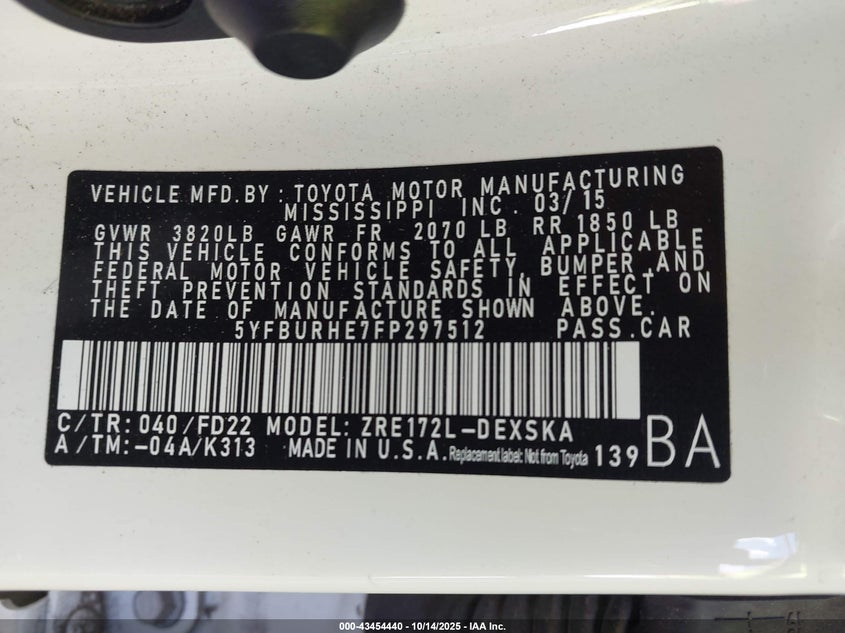 VEHICLE MFD.BY : TOYOTA MOTOR MANUFACTURING
MISSISSIPPI INC. 03/15
GVWR 3820LB GAWR FR 2070 LB RR 1850 LB
THIS VEHICLE CONFORMS TO ALL APPLICABLE
FEDERAL MOTOR VEHICLE SAFETY, BUMPER AND
THEFT PREVENTION STANDARDS IN EFFECT ON
THE DATE OF MANUFACTURE SHOWN ABOVE.
5YFBURHE7FP297512 PASS.CAR
C/TR: 040/FD22 MODEL: ZRE172L-DEXSKA
A/TM:-04A/K313 MADE IN U.S.A. Replacement label: Not from Toyota 139 BA
000-43454440 - 10/14/2025 - IAA Inc.